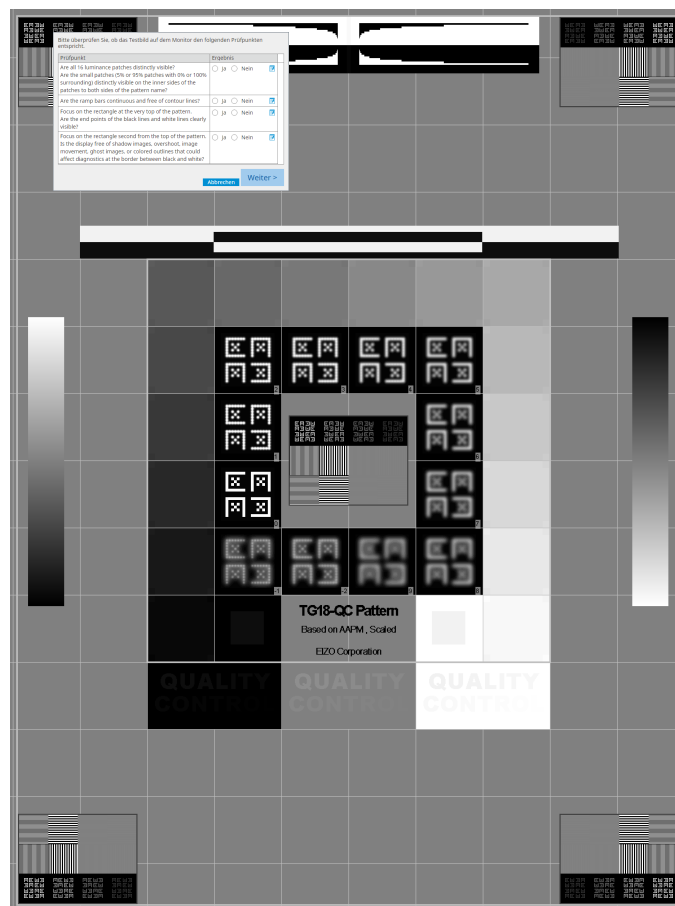 Bitte überprüfen Sie, ob das Testbild auf dem Monitor den folgenden Prüfpunkten
entspricht.
Prüfpunkt Ergebnis
Are all 16 luminance patches distinctly visible? Ja Nein
Are the small patches (5% or 95% patches with 0% or 100%
surrounding) distinctly visible on the inner sides of the
patches to both sides of the pattern name?
Are the ramp bars continuous and free of contour lines? Ja Nein
Focus on the rectangle at the very top of the pattern. Ja Nein
Are the end points of the black lines and white lines clearly
visible?
Focus on the rectangle second from the top of the pattern. Ja Nein
Is the display free of shadow images, overshoot, image
movement, ghost images, or colored outlines that could
affect diagnostics at the border between black and white?
Abbrechen Weiter >
TG18-QC Pattern
Based on AAPM , Scaled
EIZO Corporation
QUALITY QUALITY QUALITY
CONTROL CONTROL CONTROL